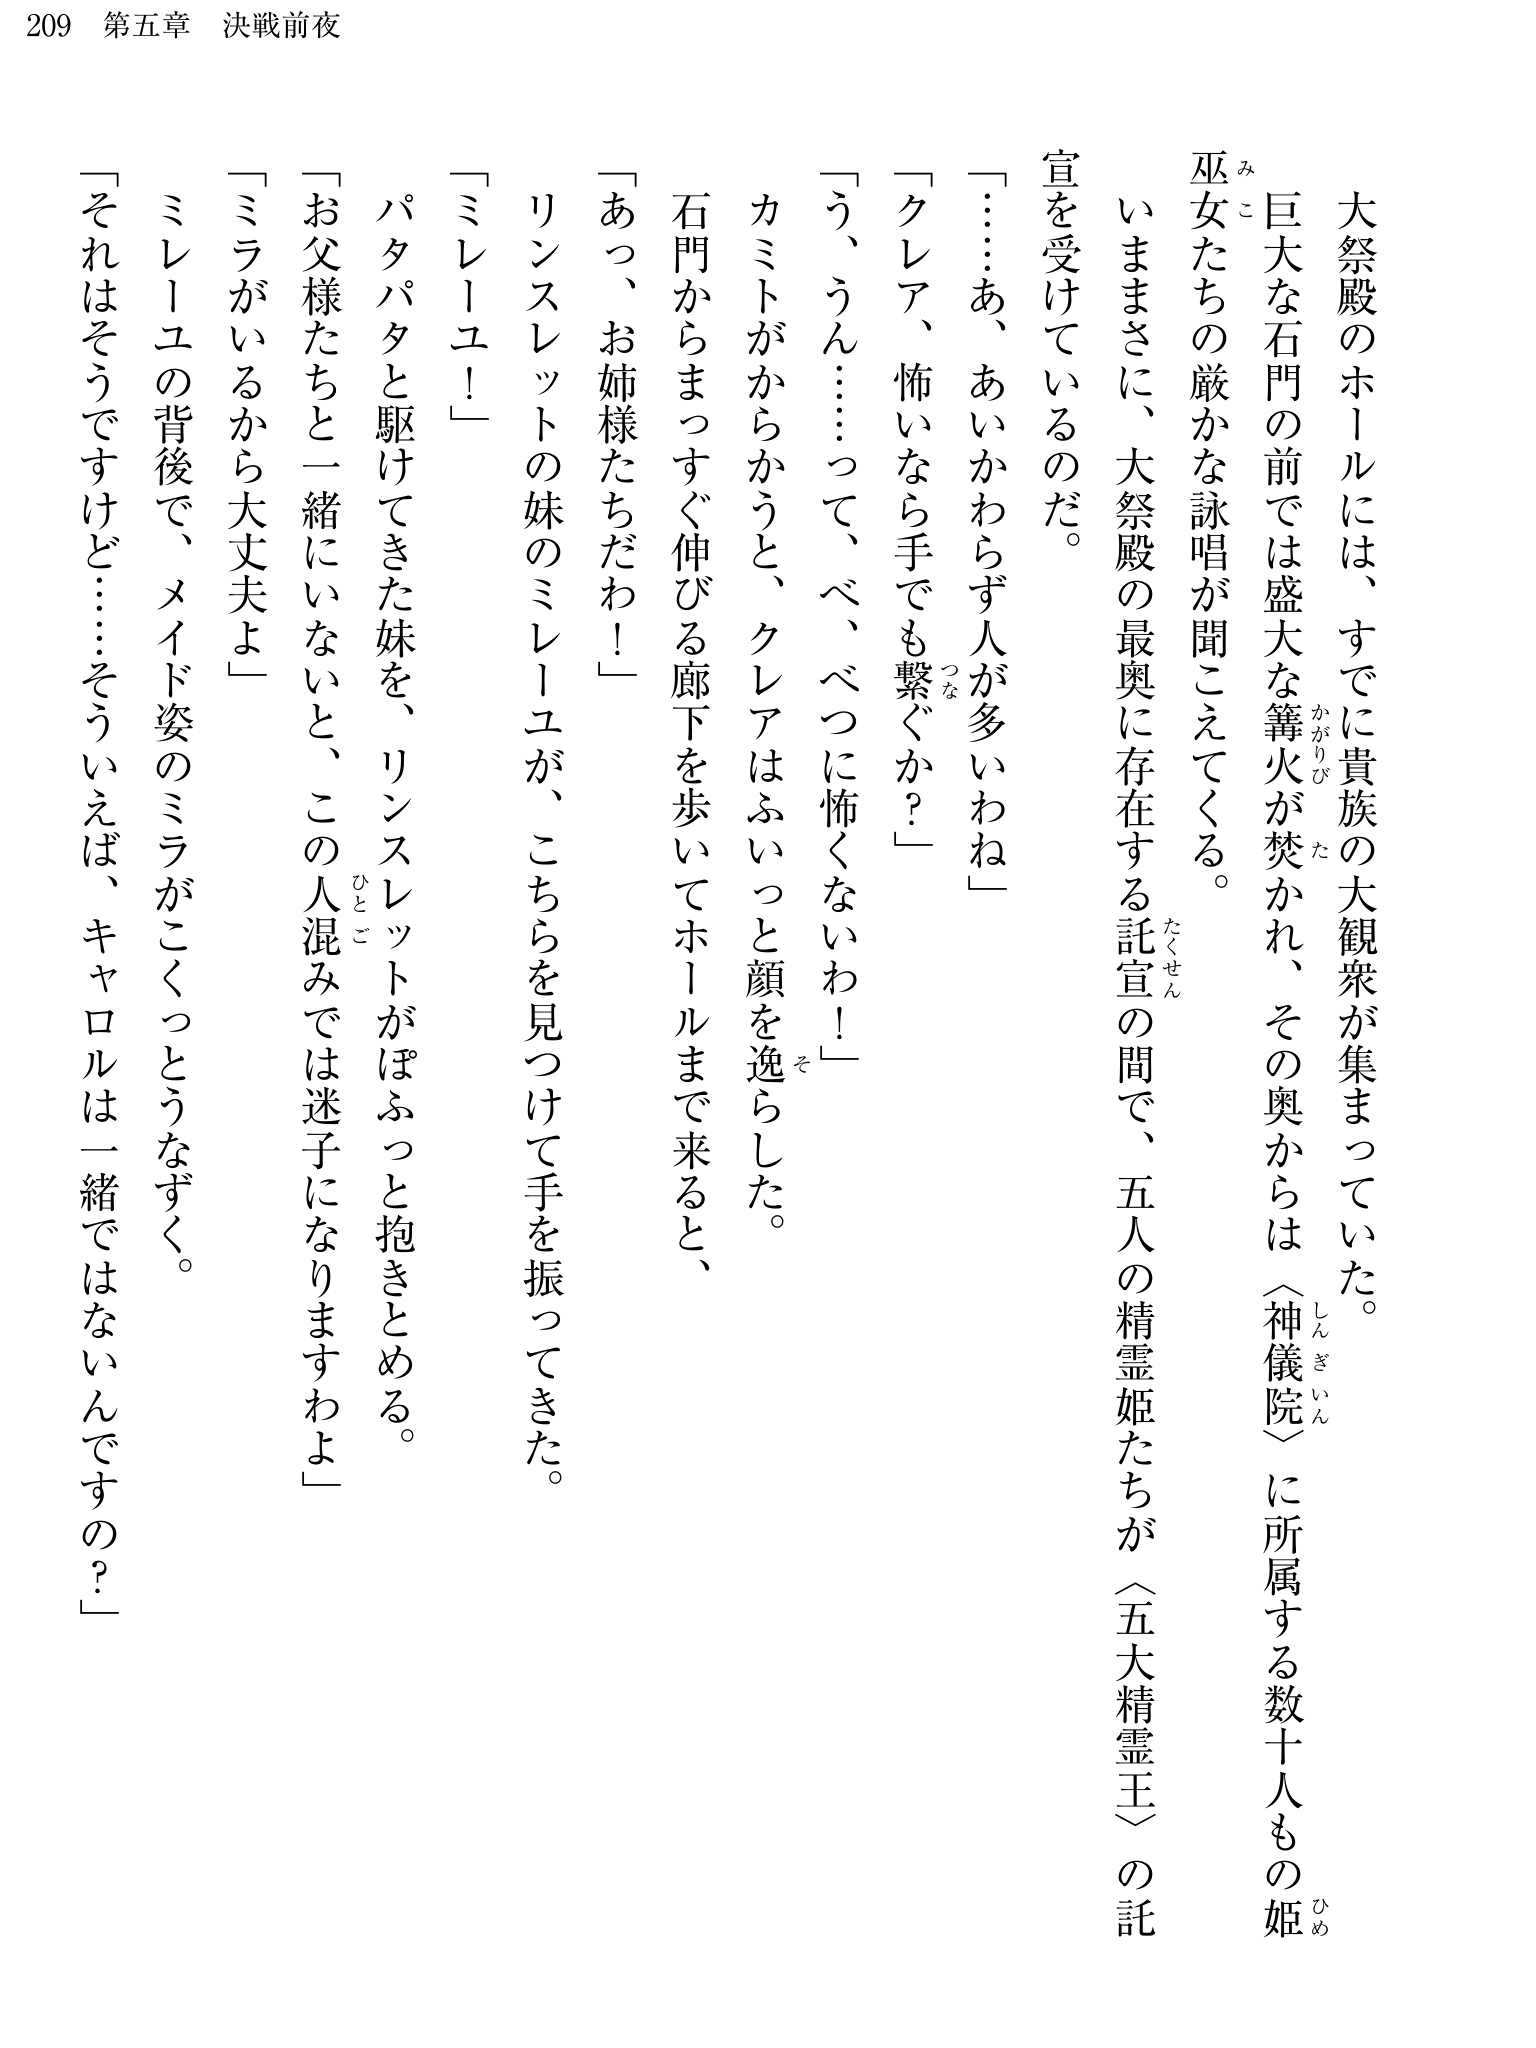 209 第五章 決戦前夜
大祭殿のホールには、すでに貴族の大観衆が集まっていた。
巨大な石門の前では盛大な篝火が焚かれ、その奥からは〈神儀院〉に所属する数十人もの姫
巫女たちの厳かな詠唱が聞こえてくる。
いままさに、大祭殿の最奥に存在する託宣の間で、五人の精霊姫たちが〈五大精霊王〉の託
宣を受けているのだ。
「……あ、あいかわらず人が多いわね」
「クレア、怖いなら手でも繋ぐか？」
「う、うん……って、べ、べつに怖くないわ！」
カミトがからかうと、クレアはふいっと顔を逸らした。
石門からまっすぐ伸びる廊下を歩いてホールまで来ると、
「あっ、お姉様たちだわ！」
リンスレットの妹のミレーユが、こちらを見つけて手を振ってきた。
「ミレーユ！」
パタパタと駆けてきた妹を、リンスレットがぽふっと抱きとめる。
「お父様たちと一緒にいないと、この人混みでは迷子になりますわよ」
「ミラがいるから大丈夫よ」
ミレーユの背後で、メイド姿のミラがこくっとうなずく。
「それはそうですけど……そういえば、キャロルは一緒ではないんですの？」